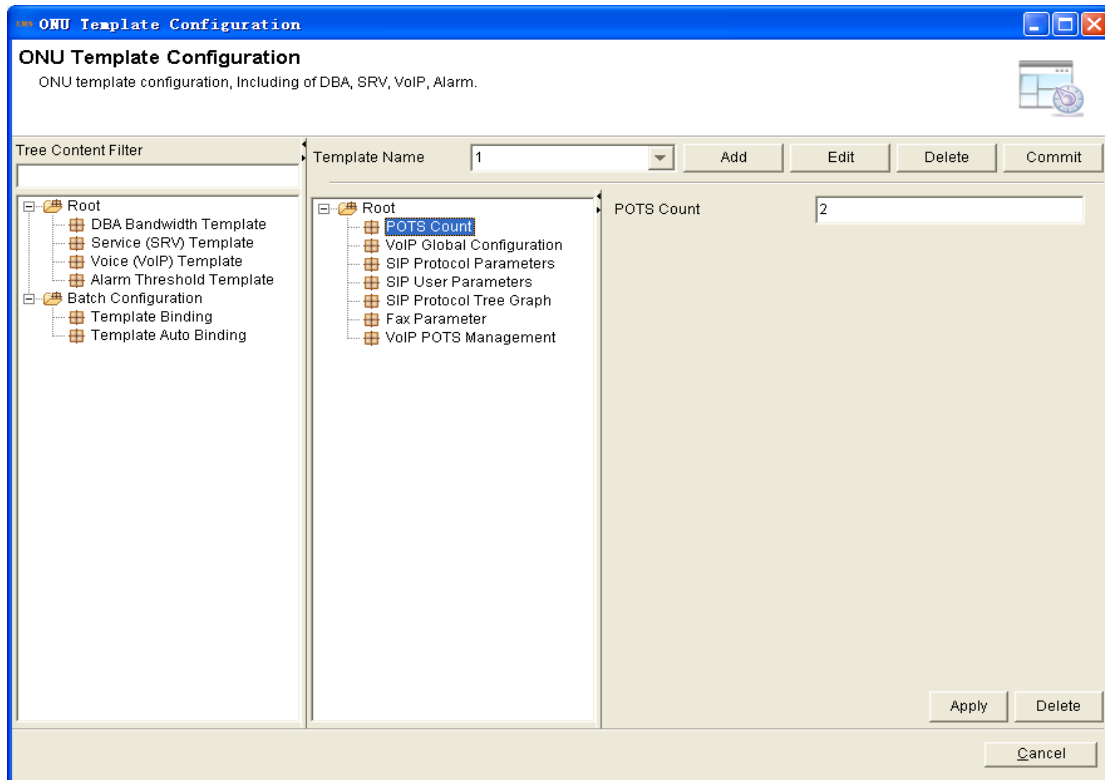 EMS ONU Template Configuration
ONU Template Configuration
ONU template configuration, Including of DBA, SRV, VoIP, Alarm.
Tree Content Filter
Template Name 1 Add Edit Delete Commit
Root
DBA Bandwidth Template
Service (SRV) Template
Voice (VoIP) Template
Alarm Threshold Template
Batch Configuration
Template Binding
Template Auto Binding
Root
POTS Count
VoIP Global Configuration
SIP Protocol Parameters
SIP User Parameters
SIP Protocol Tree Graph
Fax Parameter
VoIP POTS Management
POTS Count 2
Apply Delete
Cancel